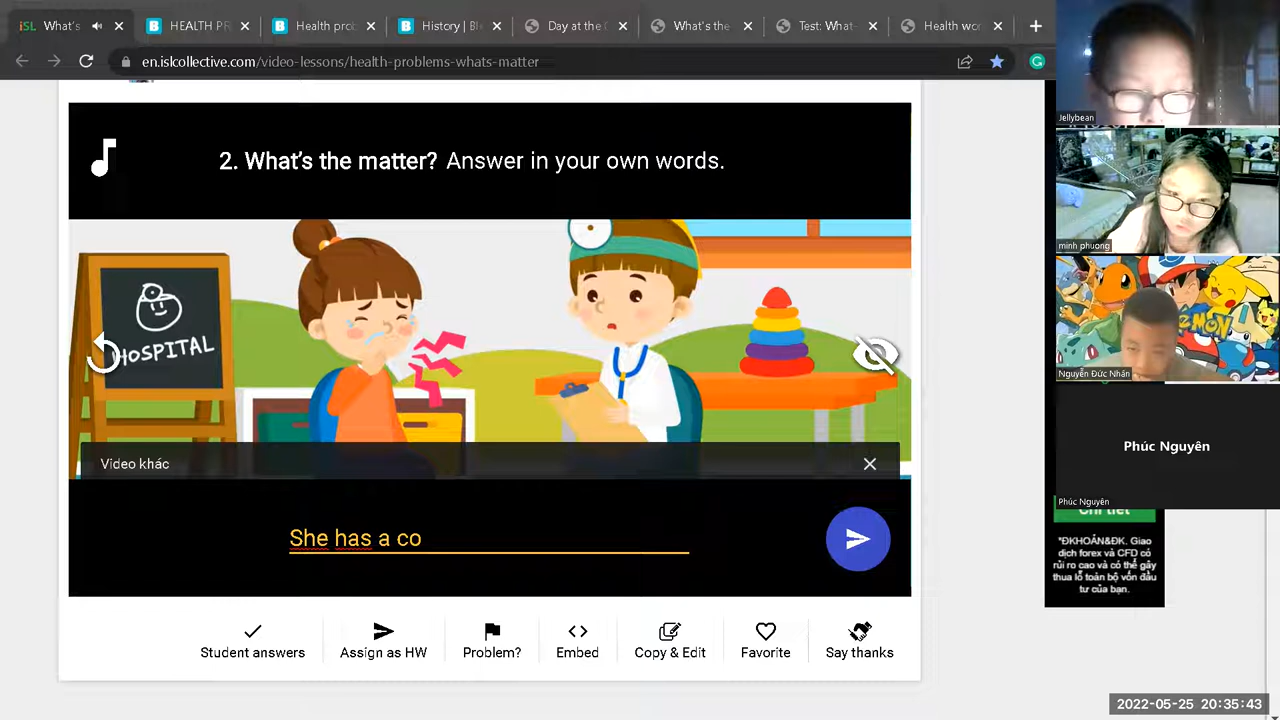 iSL What's
HEALTH PR
Health prob
History | Bl
Day at the
What's the
Test: What
Health wo
en.islcollective.com/video-lessons/health-problems-whats-matter
2. What's the matter? Answer in your own words.
HOSPITAL
Video khác
She has a co
Student answers
Assign as HW
Problem?
Embed
Copy & Edit
Favorite
Say thanks
Jellybean
minh phuong
POKÉMON
Nguyễn Đức Nhân
Phúc Nguyên
Phúc Nguyên
Chi tiết
"ĐKHOẢN&ĐK. Giao
dịch forex và CFD có
rủi ro cao và có thể gây
thua lỗ toàn bộ vốn đầu
tư của bạn.
2022-05-25 20:35:43